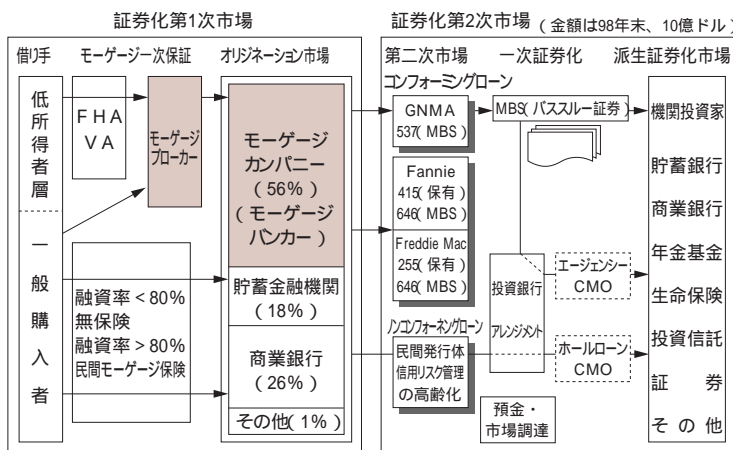 証券化第1次市場
証券化第2次市場 (金額は98年末、10億ドル)
借り手
モーゲージ一次保証
オリジネーション市場
低所得者層
一般購入者
FHA
VA
モーゲージ
ブローカー
融資率<80%
無保険
融資率>80%
民間モーゲージ保険
モーゲージ
カンパニー
(56%)
(モーゲージ
バンカー)
貯蓄金融機関
(18%)
商業銀行
(26%)
その他(1%)
第二次市場
一次証券化
派生証券化市場
コンフォーミングローン
GNMA
537(MBS)
Fannie
415(保有)
646(MBS)
Freddie Mac
255(保有)
646(MBS)
ノンコンフォーネングローン
民間発行体
信用リスク管理
の高齢化
MBS(パススルー証券)
投資銀行
アレンジメント
エージェンシー
CMO
ホールローン
CMO
預金・
市場調達
機関投資家
貯蓄銀行
商業銀行
年金基金
生命保険
投資信託
証券
その他